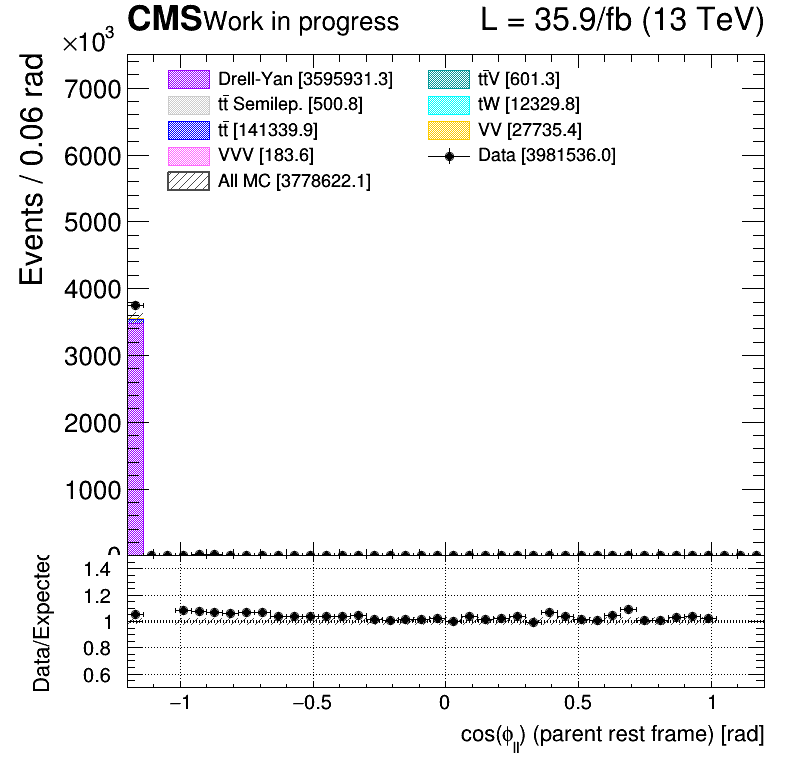 CMS Work in progress L = 35.9/fb (13 TeV)
×10³
Events / 0.06 rad
7000
6000
5000
4000
3000
2000
1000
0
Drell-Yan [3595931.3]
tt̄ Semilep. [500.8]
tt̄ [141339.9]
VVV [183.6]
All MC [3778622.1]
tt̄V [601.3]
tW [12329.8]
VV [27735.4]
Data [3981536.0]
Data/Expected
1.4
1.2
1
0.8
0.6
−1 −0.5 0 0.5 1
cos(ϕ_ll) (parent rest frame) [rad]